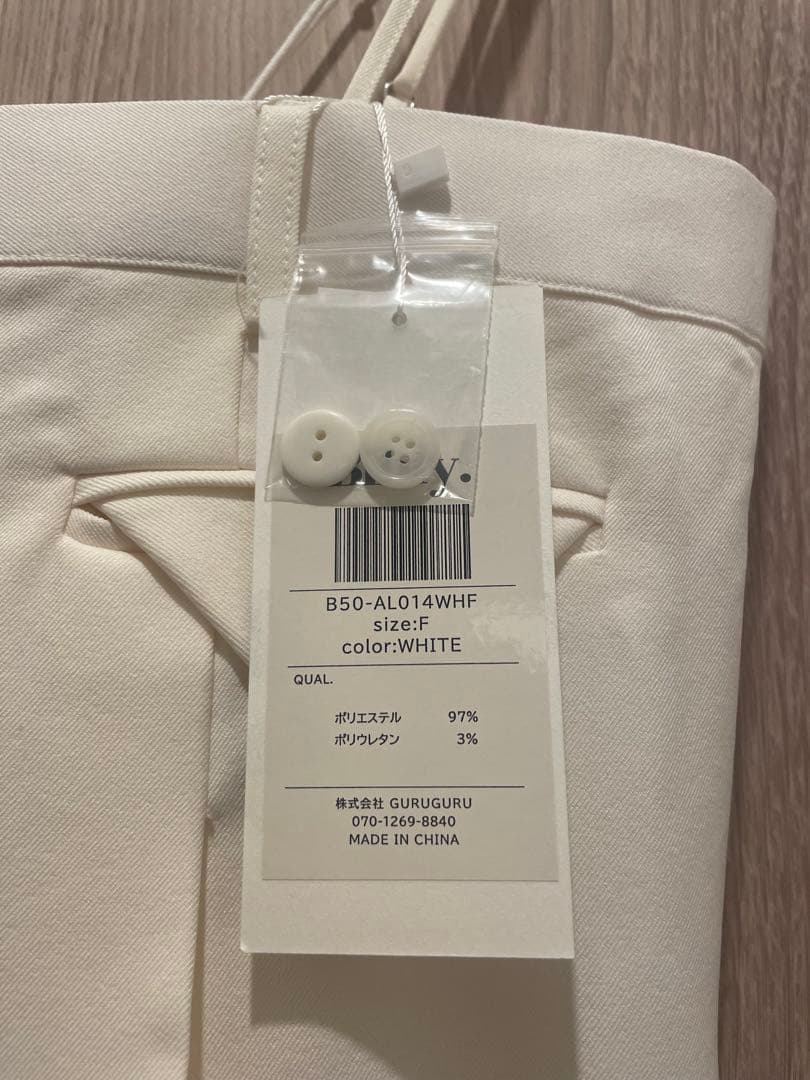 B50-AL014WHF
size:F
color:WHITE
QUAL.
ポリエステル 97%
ポリウレタン 3%
株式会社 GURUGURU
070-1269-8840
MADE IN CHINA